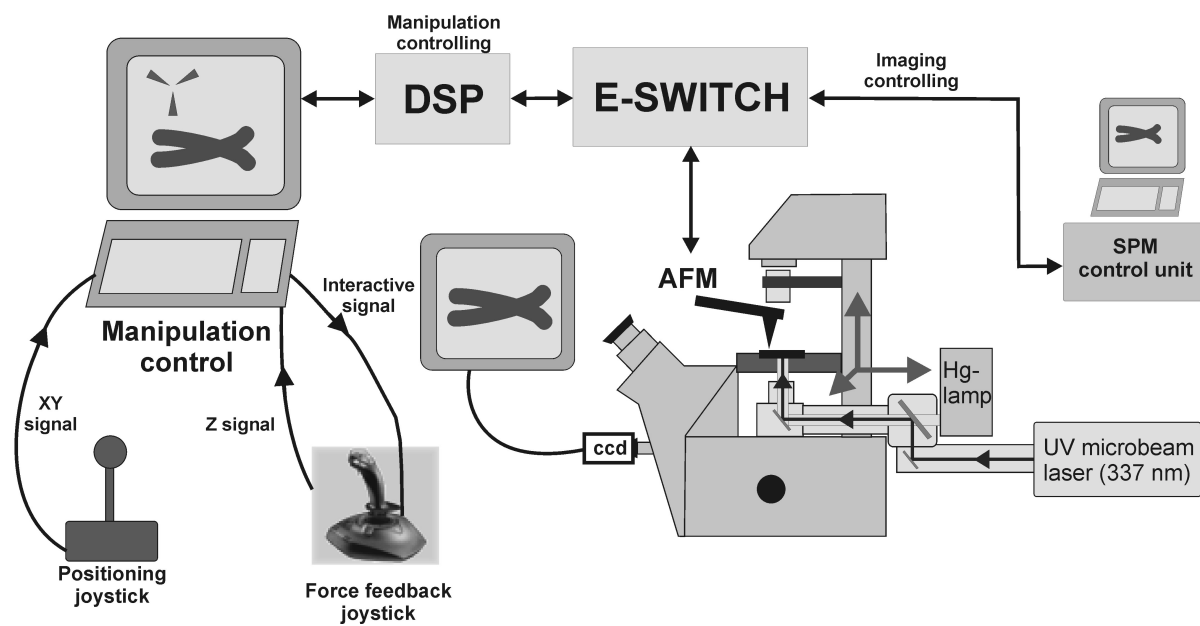 Manipulation
controlling
DSP
E-SWITCH
Imaging
controlling
SPM
control unit
AFM
Interactive
signal
Manipulation
control
XY
signal
Z signal
ccd
Hg-
lamp
UV microbeam
laser (337 nm)
Positioning
joystick
Force feedback
joystick